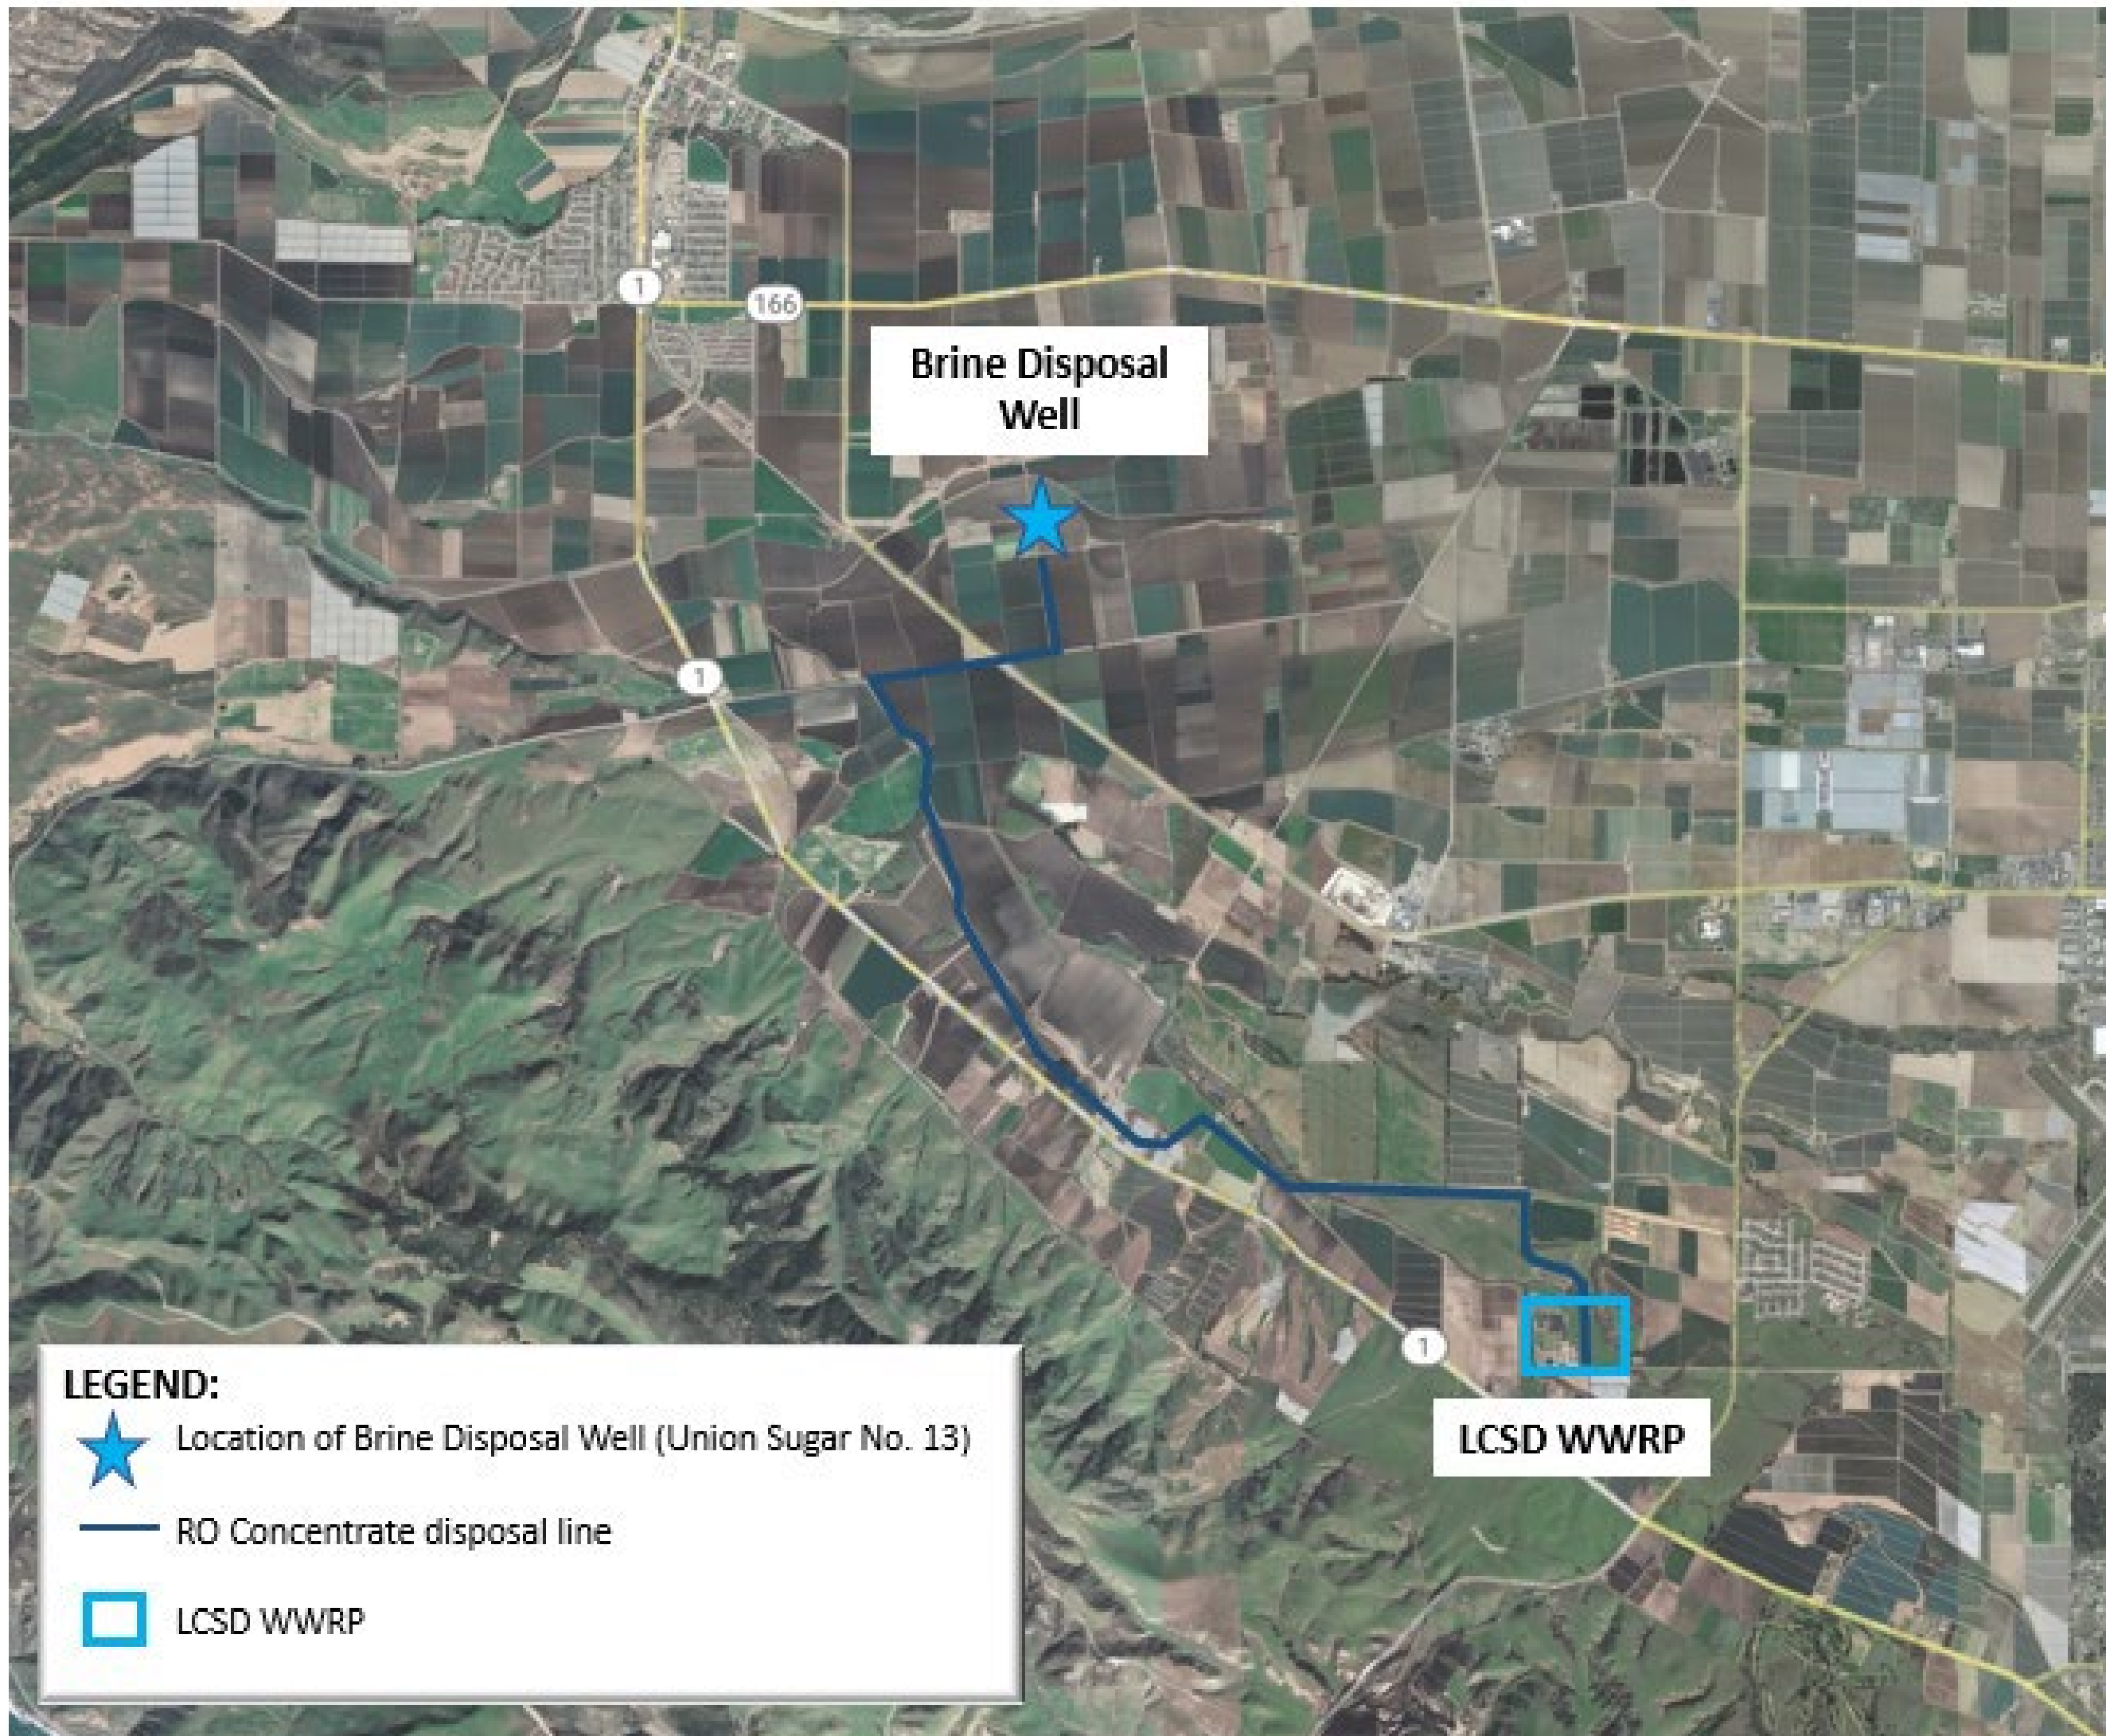 1
166
Brine Disposal
Well
1
1
LCSD WWRP
LEGEND:
Location of Brine Disposal Well (Union Sugar No. 13)
RO Concentrate disposal line
LCSD WWRP